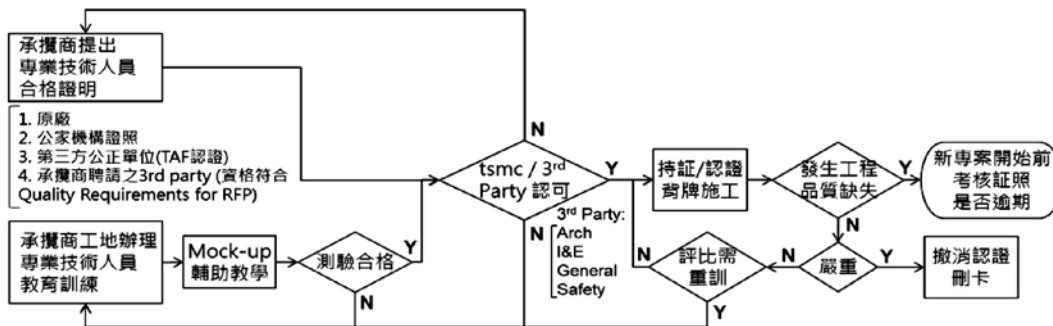 承攬商提出
專業技術人員
合格證明
1. 原廠
2. 公家機構證照
3. 第三方公正單位(TAF認證)
4. 承攬商聘請之3rd party (資格符合
Quality Requirements for RFP)
承攬商工地辦理
專業技術人員
教育訓練
Mock-up
輔助教學
測驗合格
Y
N
N
tsmc / 3rd
Party 認可
Y
N
3rd Party:
Arch
I&E
General
Safety
持証/認證
背牌施工
發生工程
品質缺失
Y
N
新專案開始前
考核証照
是否逾期
評比需
重訓
N
Y
N
嚴重
Y
撤消認證
刪卡